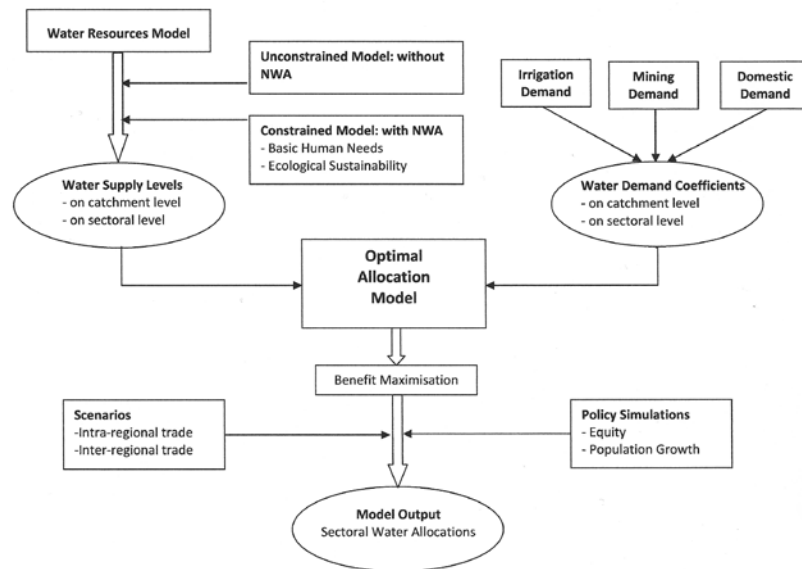 Water Resources Model
Unconstrained Model: without
NWA
Constrained Model: with NWA
- Basic Human Needs
- Ecological Sustainability
Irrigation
Demand
Mining
Demand
Domestic
Demand
Water Supply Levels
- on catchment level
- on sectoral level
Water Demand Coefficients
- on catchment level
- on sectoral level
Optimal
Allocation
Model
Benefit Maximisation
Scenarios
-Intra-regional trade
-Inter-regional trade
Policy Simulations
- Equity
- Population Growth
Model Output
Sectoral Water Allocations